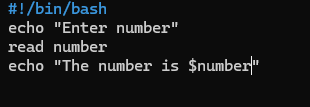 #!/bin/bash
echo "Enter number"
read number
echo "The number is $number"